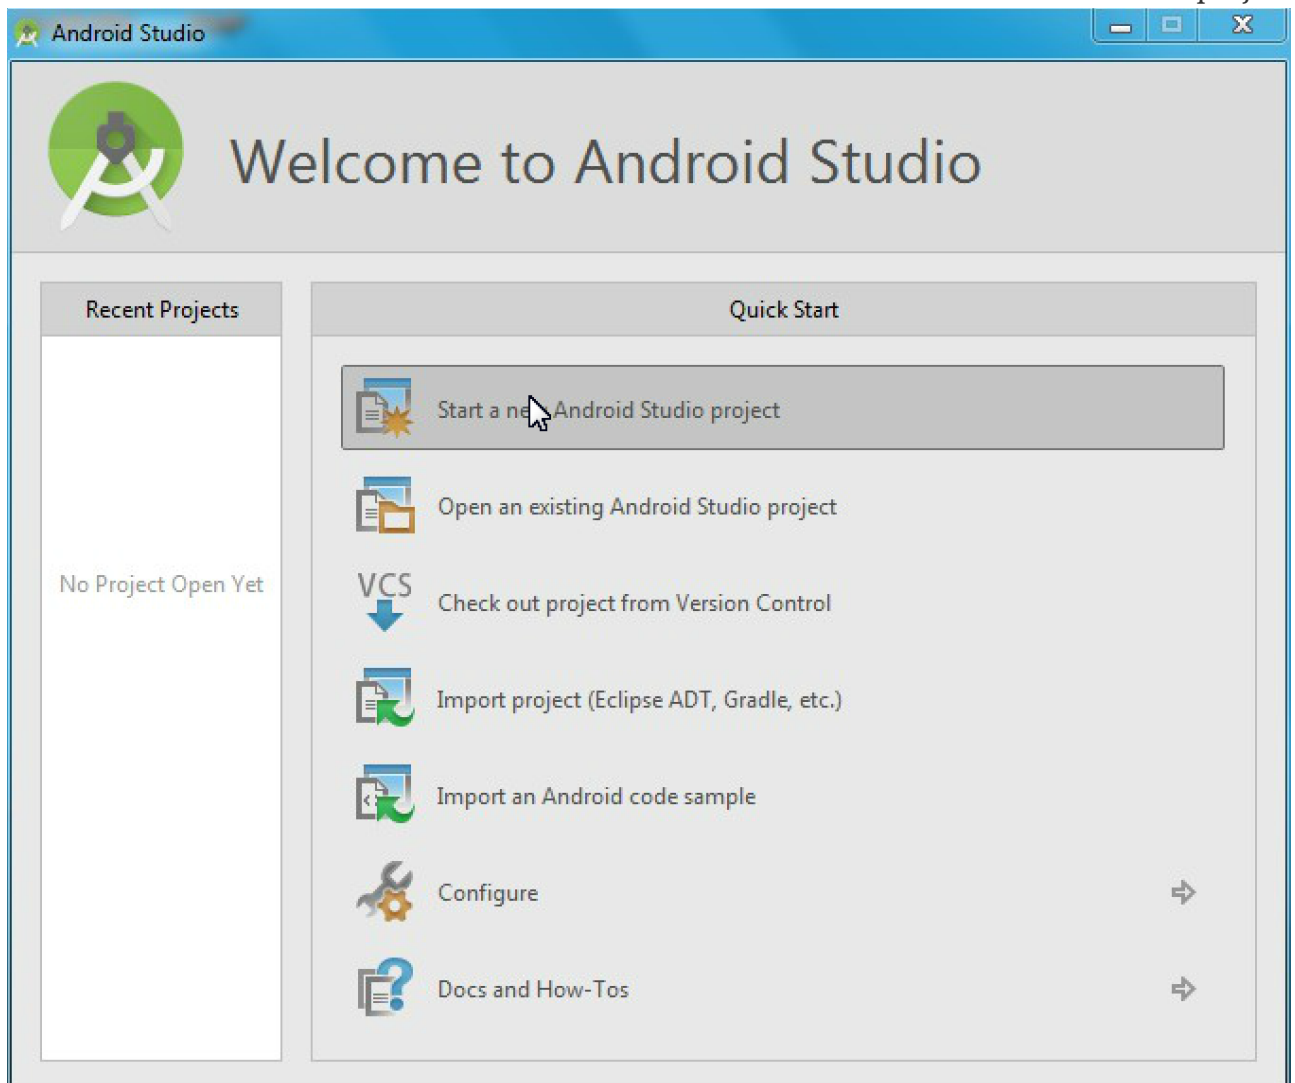 Android Studio
Welcome to Android Studio
Recent Projects
No Project Open Yet
Quick Start
Start a new Android Studio project
Open an existing Android Studio project
VCS
Check out project from Version Control
Import project (Eclipse ADT, Gradle, etc.)
Import an Android code sample
Configure
Docs and How-Tos